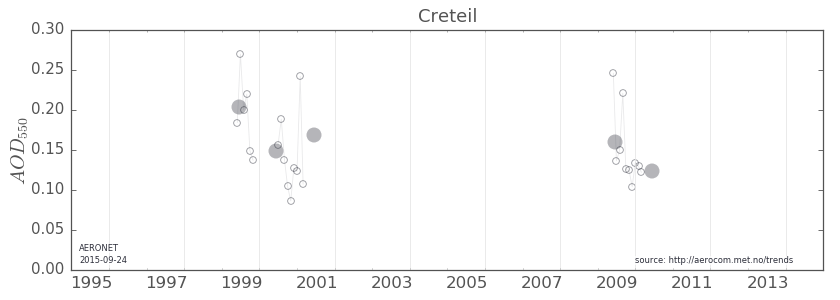 Creteil
0.30
0.25
0.20
0.15
0.10
0.05
0.00
AOD550
AERONET
2015-09-24
source: http://aerocom.met.no/trends
1995 1997 1999 2001 2003 2005 2007 2009 2011 2013